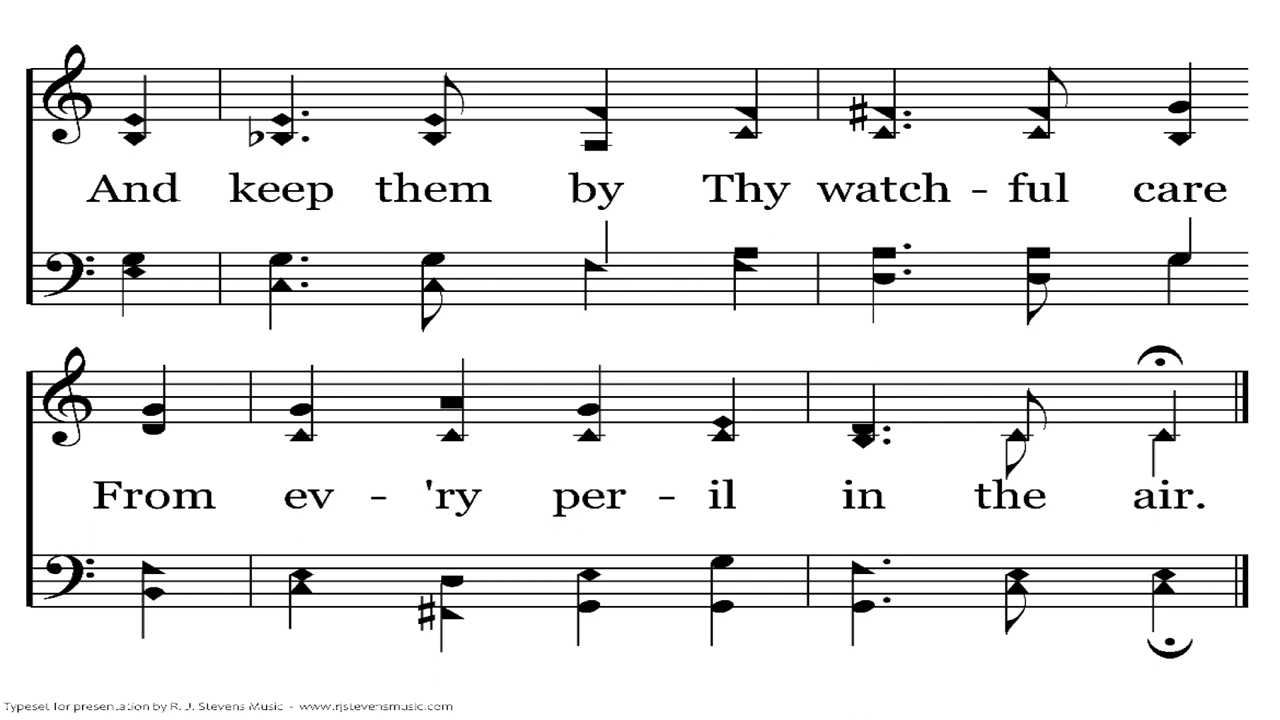 And keep them by Thy watch - ful care
From ev - 'ry per - il in the air.
Typeset for presentation by R. J. Stevens Music - www.rjstevensmusic.com